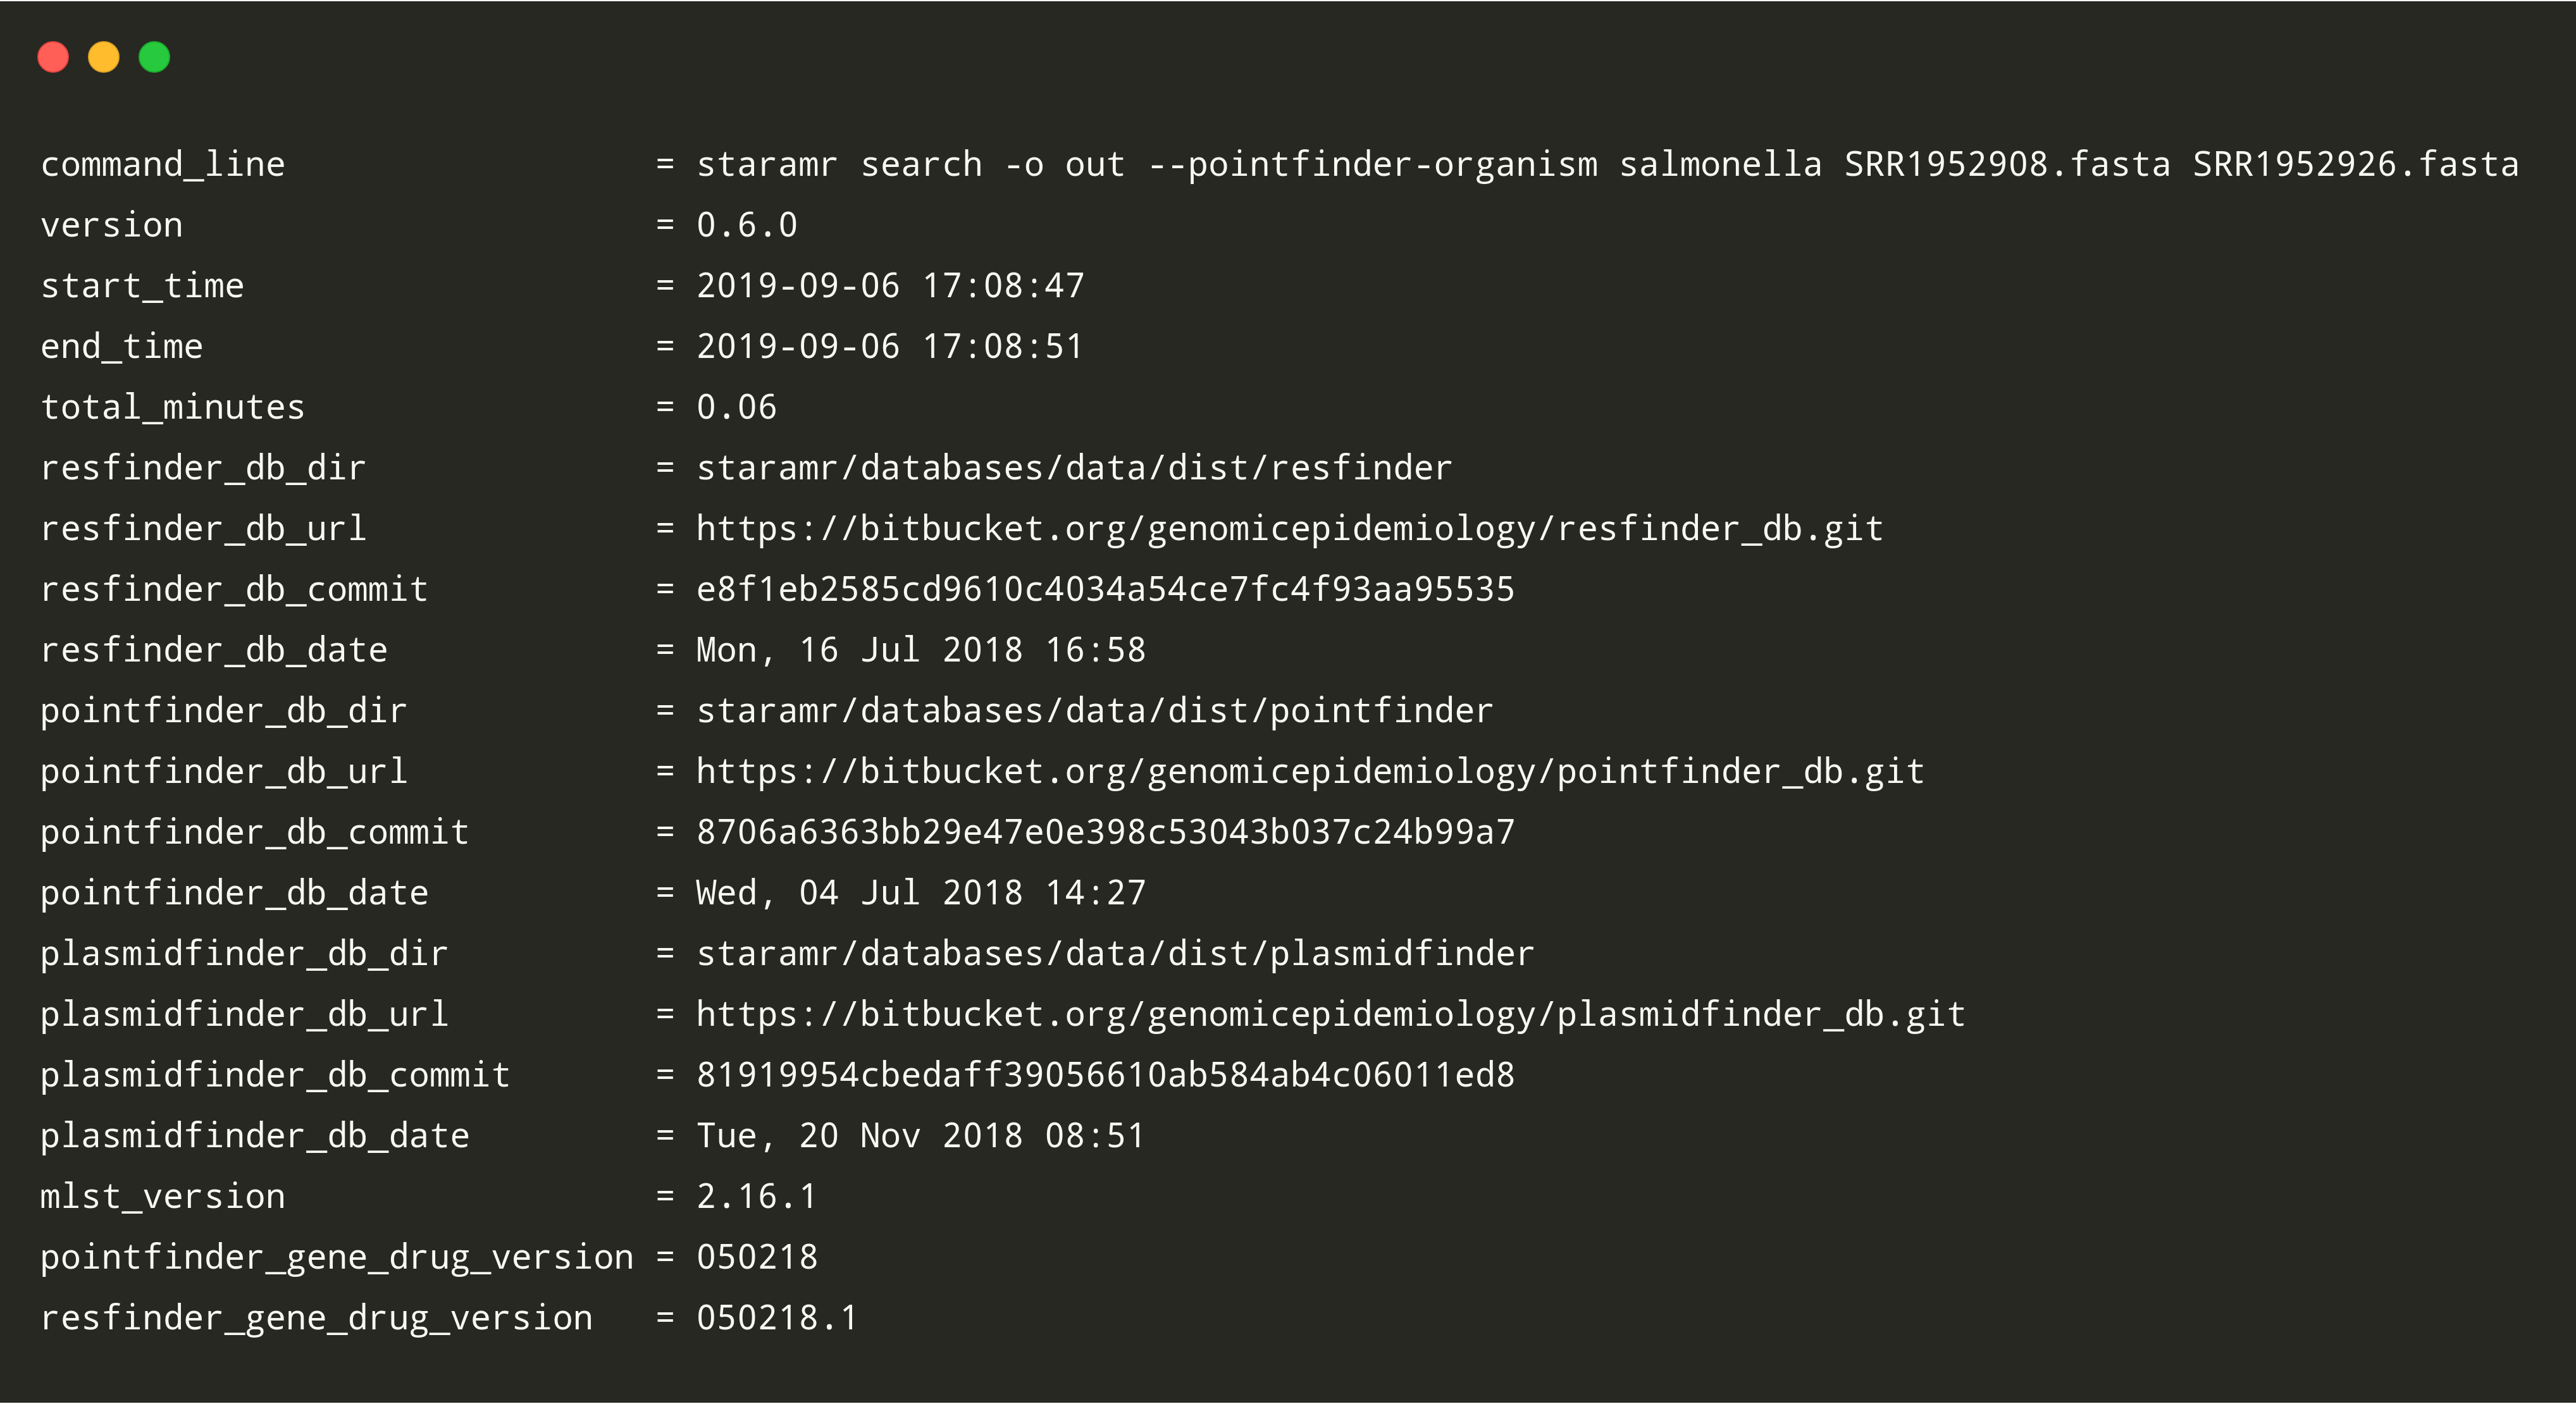 command_line                  = staramr search -o out --pointfinder-organism salmonella SRR1952908.fasta SRR1952926.fasta
version                       = 0.6.0
start_time                    = 2019-09-06 17:08:47
end_time                      = 2019-09-06 17:08:51
total_minutes                 = 0.06
resfinder_db_dir              = staramr/databases/data/dist/resfinder
resfinder_db_url              = https://bitbucket.org/genomicepidemiology/resfinder_db.git
resfinder_db_commit           = e8f1eb2585cd9610c4034a54ce7fc4f93aa95535
resfinder_db_date             = Mon, 16 Jul 2018 16:58
pointfinder_db_dir            = staramr/databases/data/dist/pointfinder
pointfinder_db_url            = https://bitbucket.org/genomicepidemiology/pointfinder_db.git
pointfinder_db_commit         = 8706a6363bb29e47e0e398c53043b037c24b99a7
pointfinder_db_date           = Wed, 04 Jul 2018 14:27
plasmidfinder_db_dir          = staramr/databases/data/dist/plasmidfinder
plasmidfinder_db_url          = https://bitbucket.org/genomicepidemiology/plasmidfinder_db.git
plasmidfinder_db_commit       = 81919954cbedaff39056610ab584ab4c06011ed8
plasmidfinder_db_date         = Tue, 20 Nov 2018 08:51
mlst_version                  = 2.16.1
pointfinder_gene_drug_version = 050218
resfinder_gene_drug_version   = 050218.1